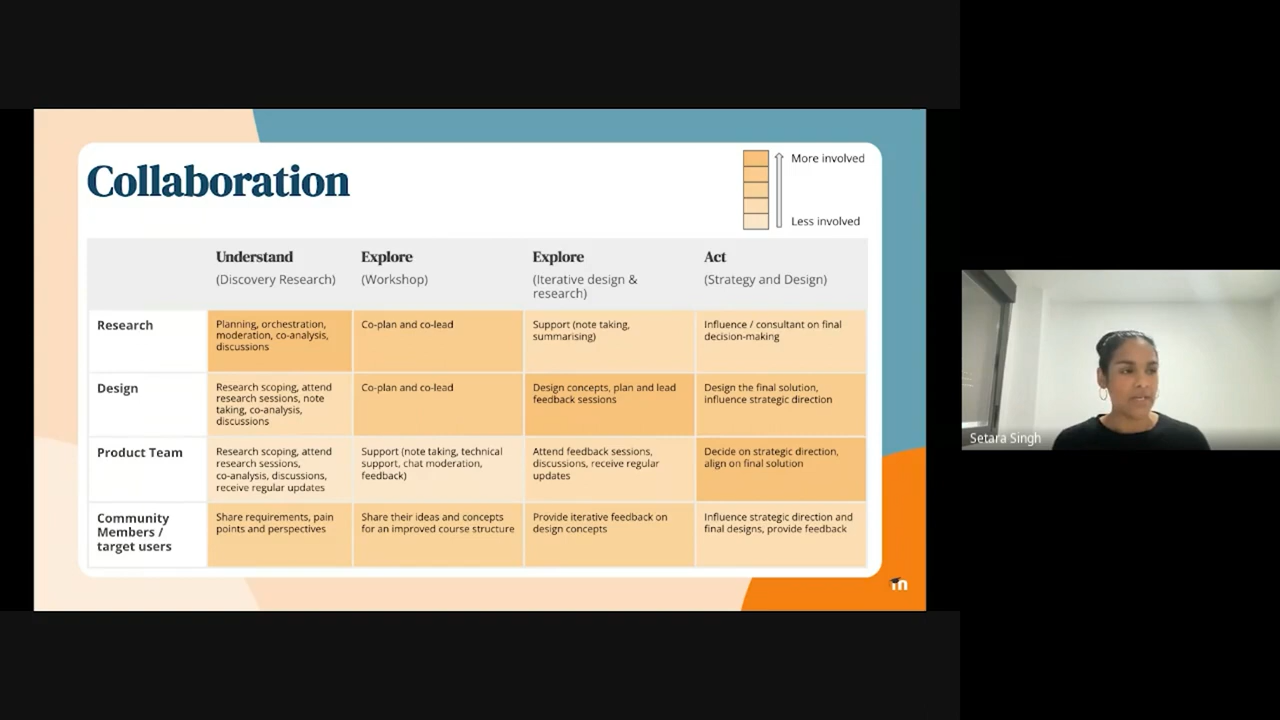 Collaboration
More involved
Less involved
Understand
(Discovery Research)
Explore
(Workshop)
Explore
(Iterative design &
research)
Act
(Strategy and Design)
Research
Planning, orchestration,
moderation, co-analysis,
discussions
Co-plan and co-lead
Support (note taking,
summarising)
Influence / consultant on final
decision-making
Design
Research scoping, attend
research sessions, note
taking, co-analysis,
discussions
Co-plan and co-lead
Design concepts, plan and lead
feedback sessions
Design the final solution,
influence strategic direction
Product Team
Research scoping, attend
research sessions,
co-analysis, discussions,
receive regular updates
Support (note taking, technical
support, chat moderation,
feedback)
Attend feedback sessions,
discussions, receive regular
updates
Decide on strategic direction,
align on final solution
Community
Members /
target users
Share requirements, pain
points and perspectives
Share their ideas and concepts
for an improved course structure
Provide iterative feedback on
design concepts
Influence strategic direction and
final designs, provide feedback
m
Setara Singh